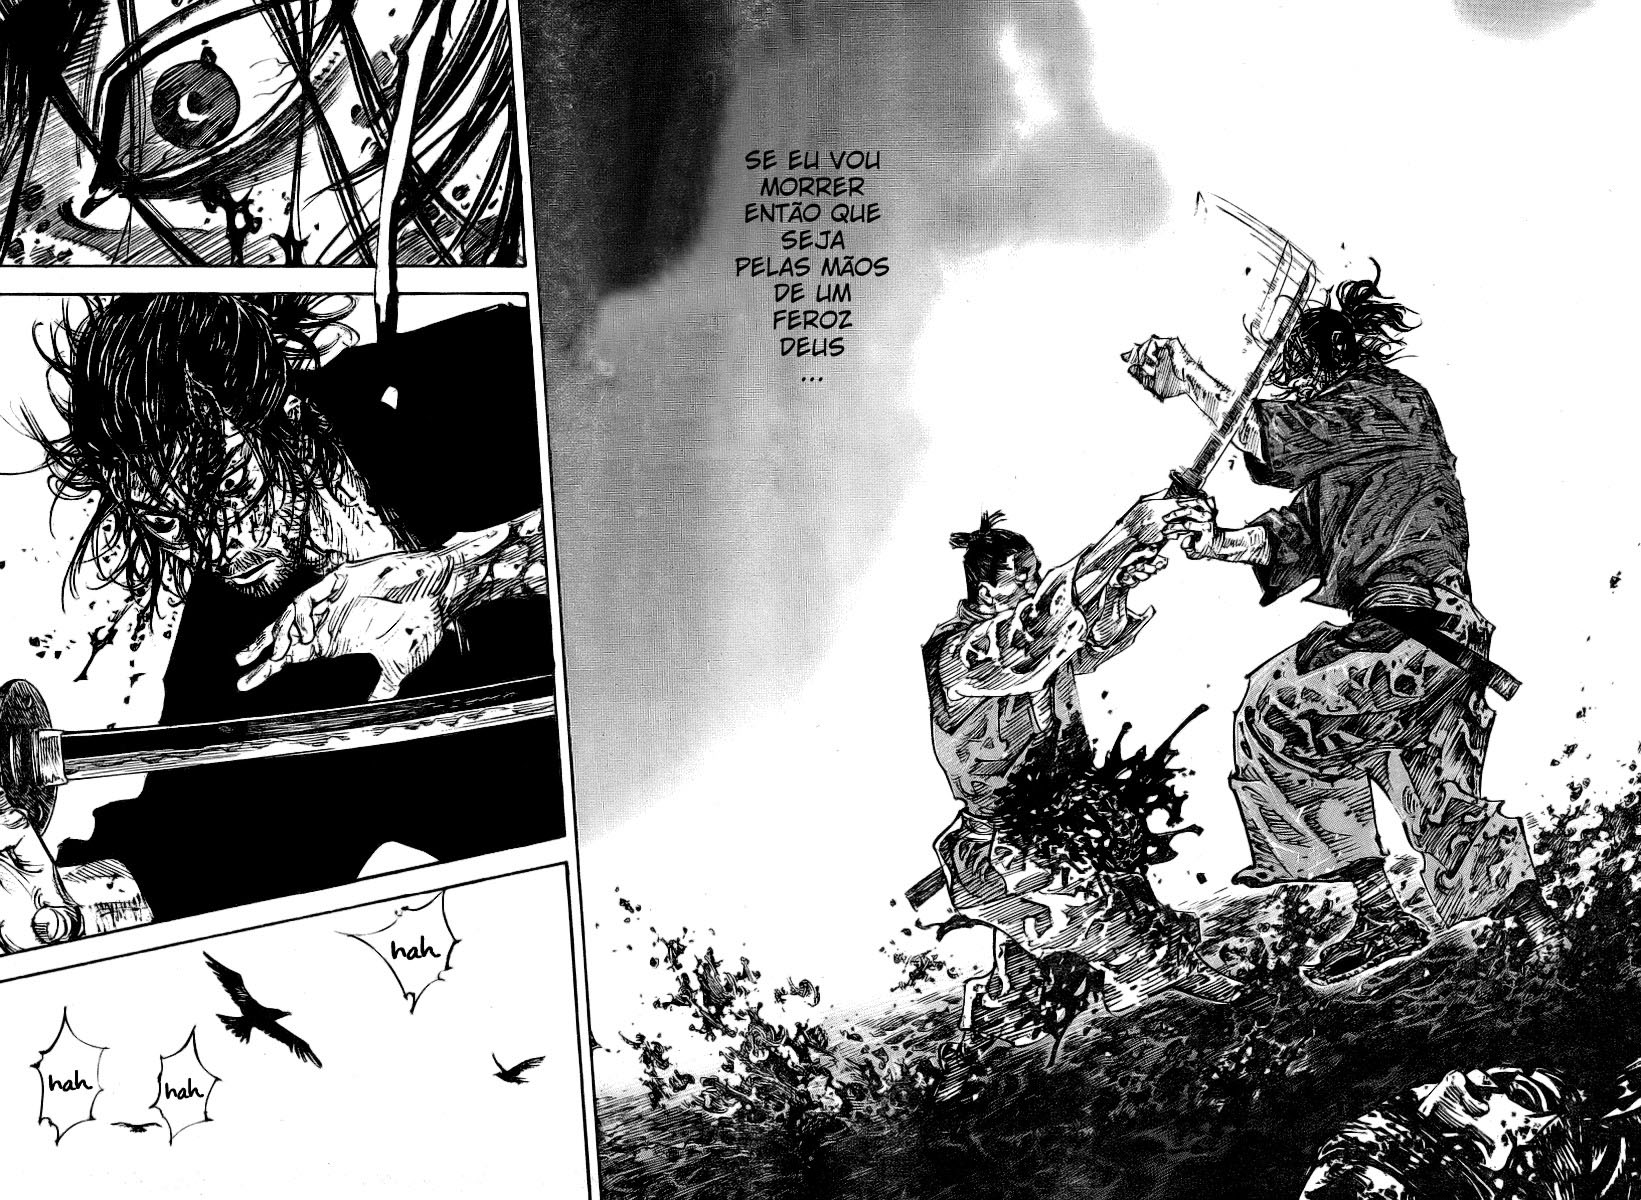 SE EU VOU
MORRER
ENTÃO QUE
SEJA
PELAS MÃOS
DE UM
FEROZ
DEUS
...
hah
hah
hah